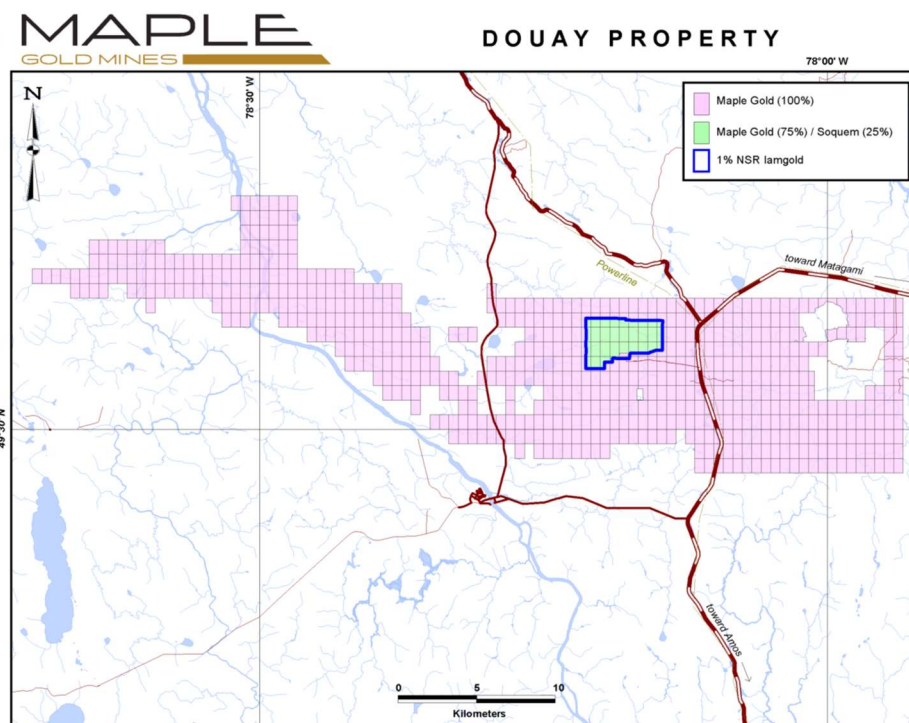 MAPLE
GOLD MINES
DOUAY PROPERTY
78°00' W
78°30' W
N
Maple Gold (100%)
Maple Gold (75%) / Soquem (25%)
1% NSR Iamgold
toward Matagami
Powerline
49°30' N
toward Amos
0 5 10
Kilometers